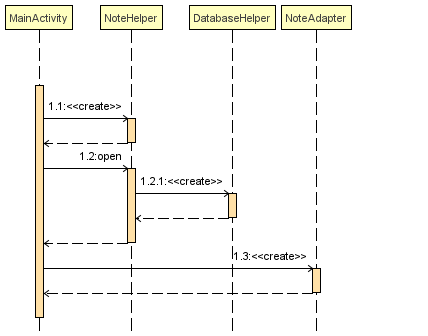 MainActivity NoteHelper DatabaseHelper NoteAdapter
1.1:<<create>>
1.2:open
1.2.1:<<create>>
1.3:<<create>>